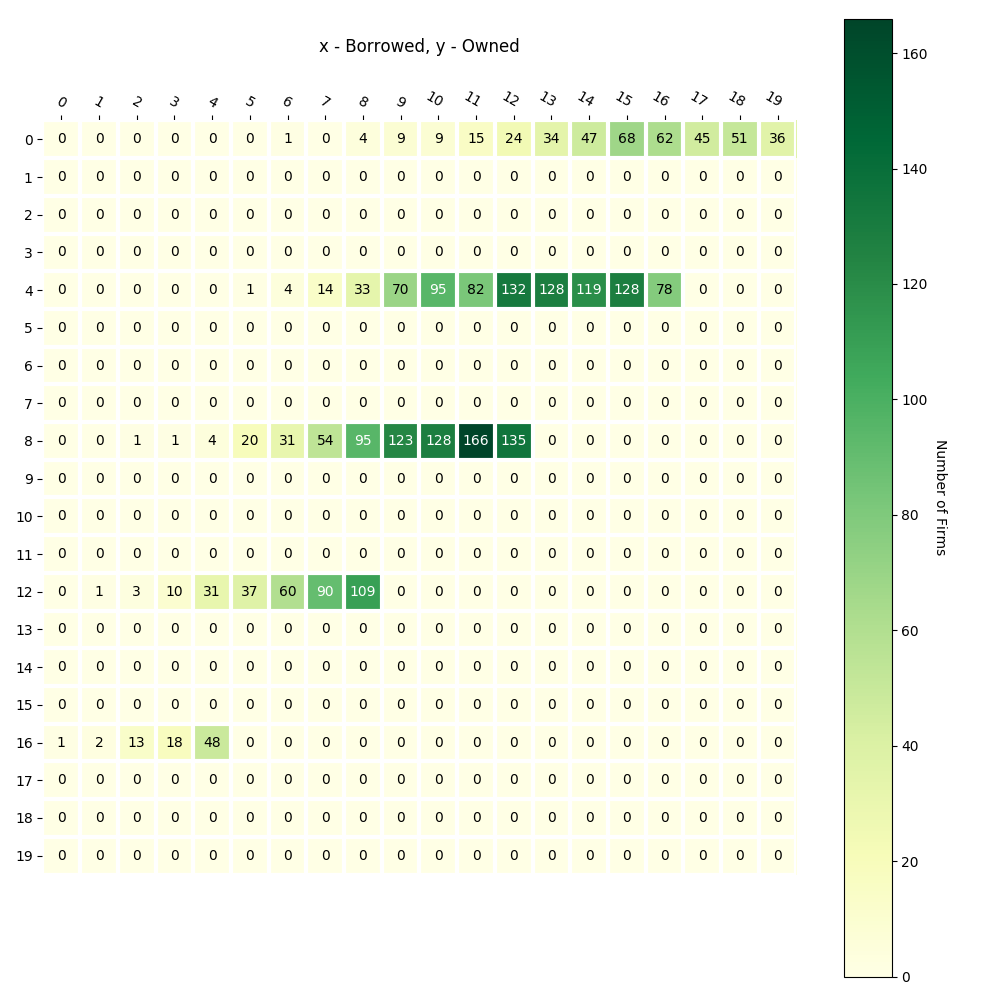 x - Borrowed, y - Owned
0 1 2 3 4 5 6 7 8 9 10 11 12 13 14 15 16 17 18 19
0 0 0 0 0 0 0 1 0 4 9 9 15 24 34 47 68 62 45 51 36
1 0 0 0 0 0 0 0 0 0 0 0 0 0 0 0 0 0 0 0 0
2 0 0 0 0 0 0 0 0 0 0 0 0 0 0 0 0 0 0 0 0
3 0 0 0 0 0 0 0 0 0 0 0 0 0 0 0 0 0 0 0 0
4 0 0 0 0 0 1 4 14 33 70 95 82 132 128 119 128 78 0 0 0
5 0 0 0 0 0 0 0 0 0 0 0 0 0 0 0 0 0 0 0 0
6 0 0 0 0 0 0 0 0 0 0 0 0 0 0 0 0 0 0 0 0
7 0 0 0 0 0 0 0 0 0 0 0 0 0 0 0 0 0 0 0 0
8 0 0 1 1 4 20 31 54 95 123 128 166 135 0 0 0 0 0 0 0
9 0 0 0 0 0 0 0 0 0 0 0 0 0 0 0 0 0 0 0 0
10 0 0 0 0 0 0 0 0 0 0 0 0 0 0 0 0 0 0 0 0
11 0 0 0 0 0 0 0 0 0 0 0 0 0 0 0 0 0 0 0 0
12 0 1 3 10 31 37 60 90 109 0 0 0 0 0 0 0 0 0 0 0
13 0 0 0 0 0 0 0 0 0 0 0 0 0 0 0 0 0 0 0 0
14 0 0 0 0 0 0 0 0 0 0 0 0 0 0 0 0 0 0 0 0
15 0 0 0 0 0 0 0 0 0 0 0 0 0 0 0 0 0 0 0 0
16 1 2 13 18 48 0 0 0 0 0 0 0 0 0 0 0 0 0 0 0
17 0 0 0 0 0 0 0 0 0 0 0 0 0 0 0 0 0 0 0 0
18 0 0 0 0 0 0 0 0 0 0 0 0 0 0 0 0 0 0 0 0
19 0 0 0 0 0 0 0 0 0 0 0 0 0 0 0 0 0 0 0 0
160
140
120
100
80
60
40
20
0
Number of Firms